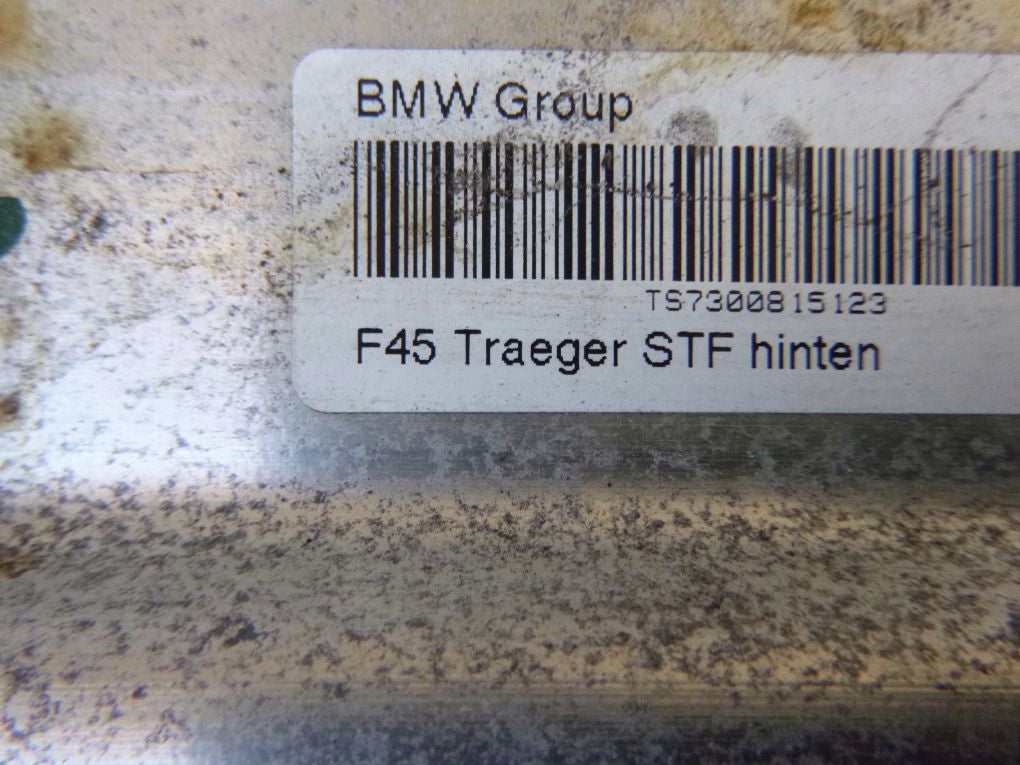 BMW Group
TS7300815123
F45 Traeger STF hinten